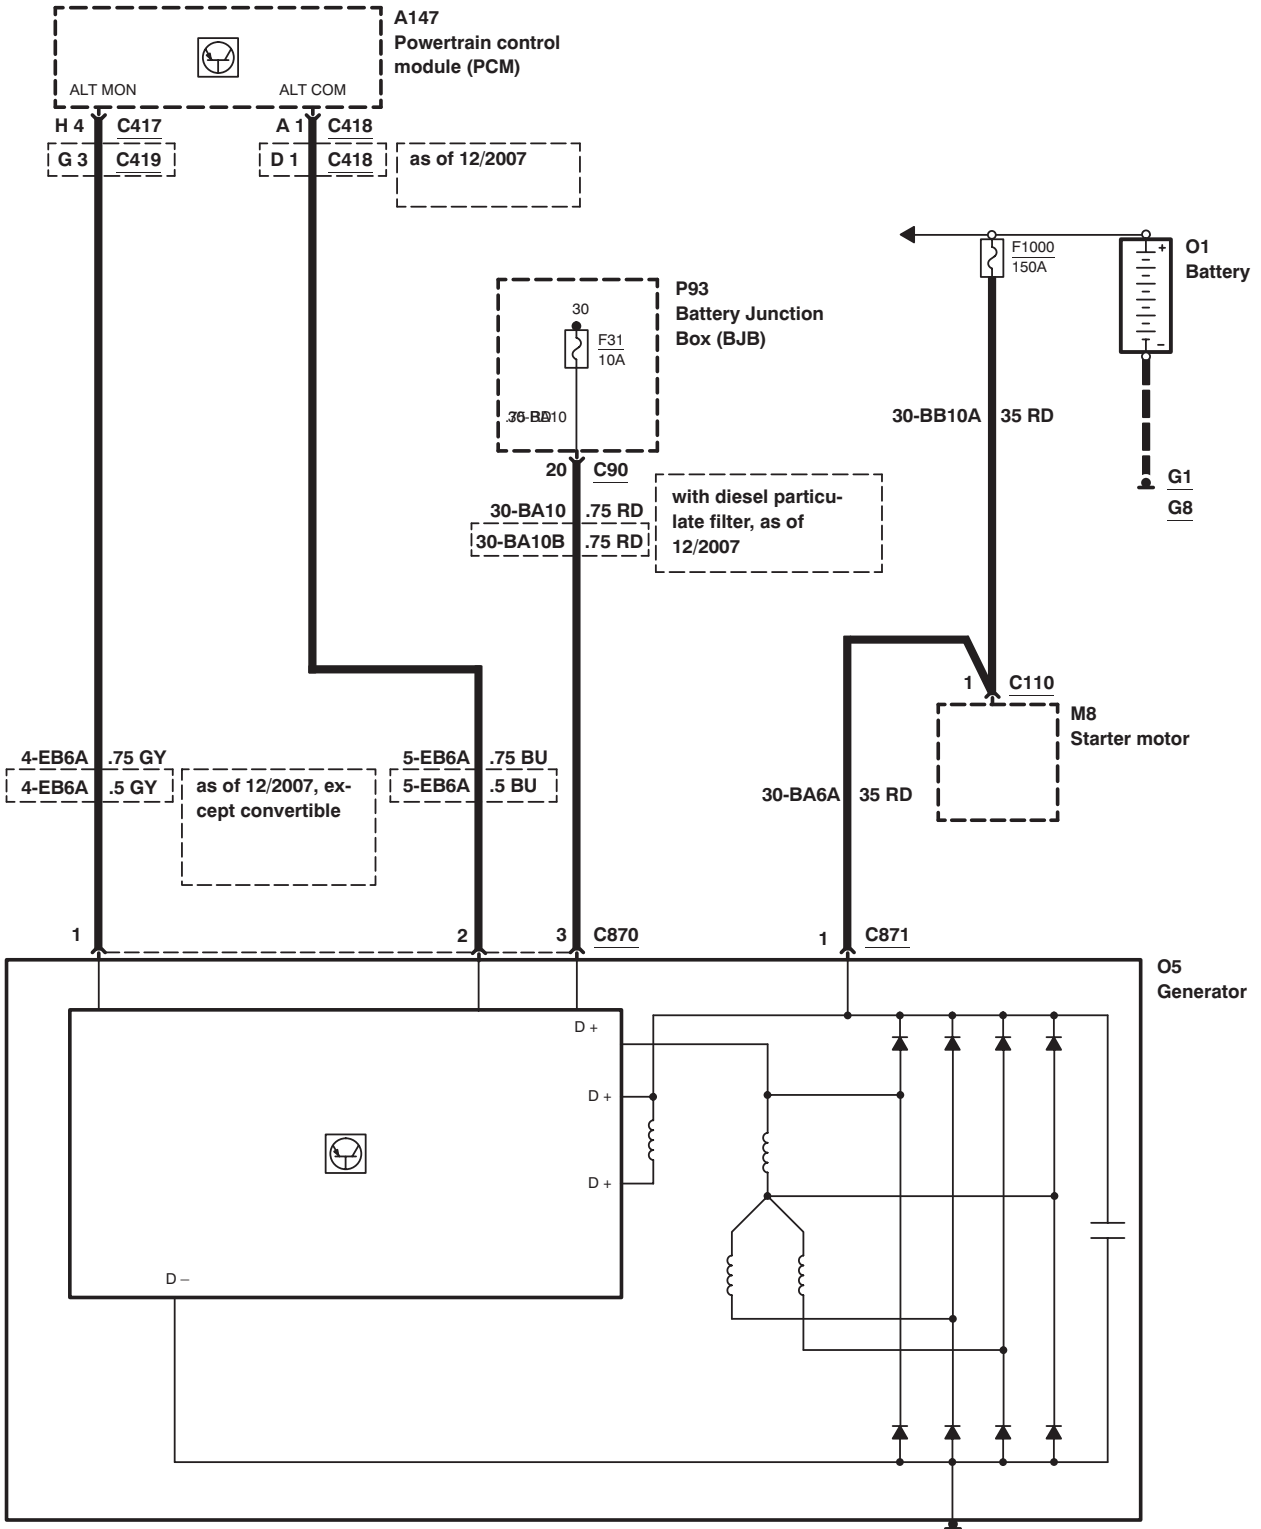 A147
Powertrain control
module (PCM)
ALT MON
ALT COM
H 4 C417
A 1 C418
G 3 C419
D 1 C418
as of 12/2007
F1000
150A
+
–
O1
Battery
P93
Battery Junction
Box (BJB)
30
F31
10A
30-BB10A 35 RD
20 C90
G1
G8
30-BA10 .75 RD
30-BA10B .75 RD
with diesel particu-
late filter, as of
12/2007
1 C110
M8
Starter motor
4-EB6A .75 GY
4-EB6A .5 GY
as of 12/2007, ex-
cept convertible
5-EB6A .75 BU
5-EB6A .5 BU
30-BA6A 35 RD
1
2
3 C870
1 C871
O5
Generator
D +
D +
D +
D –